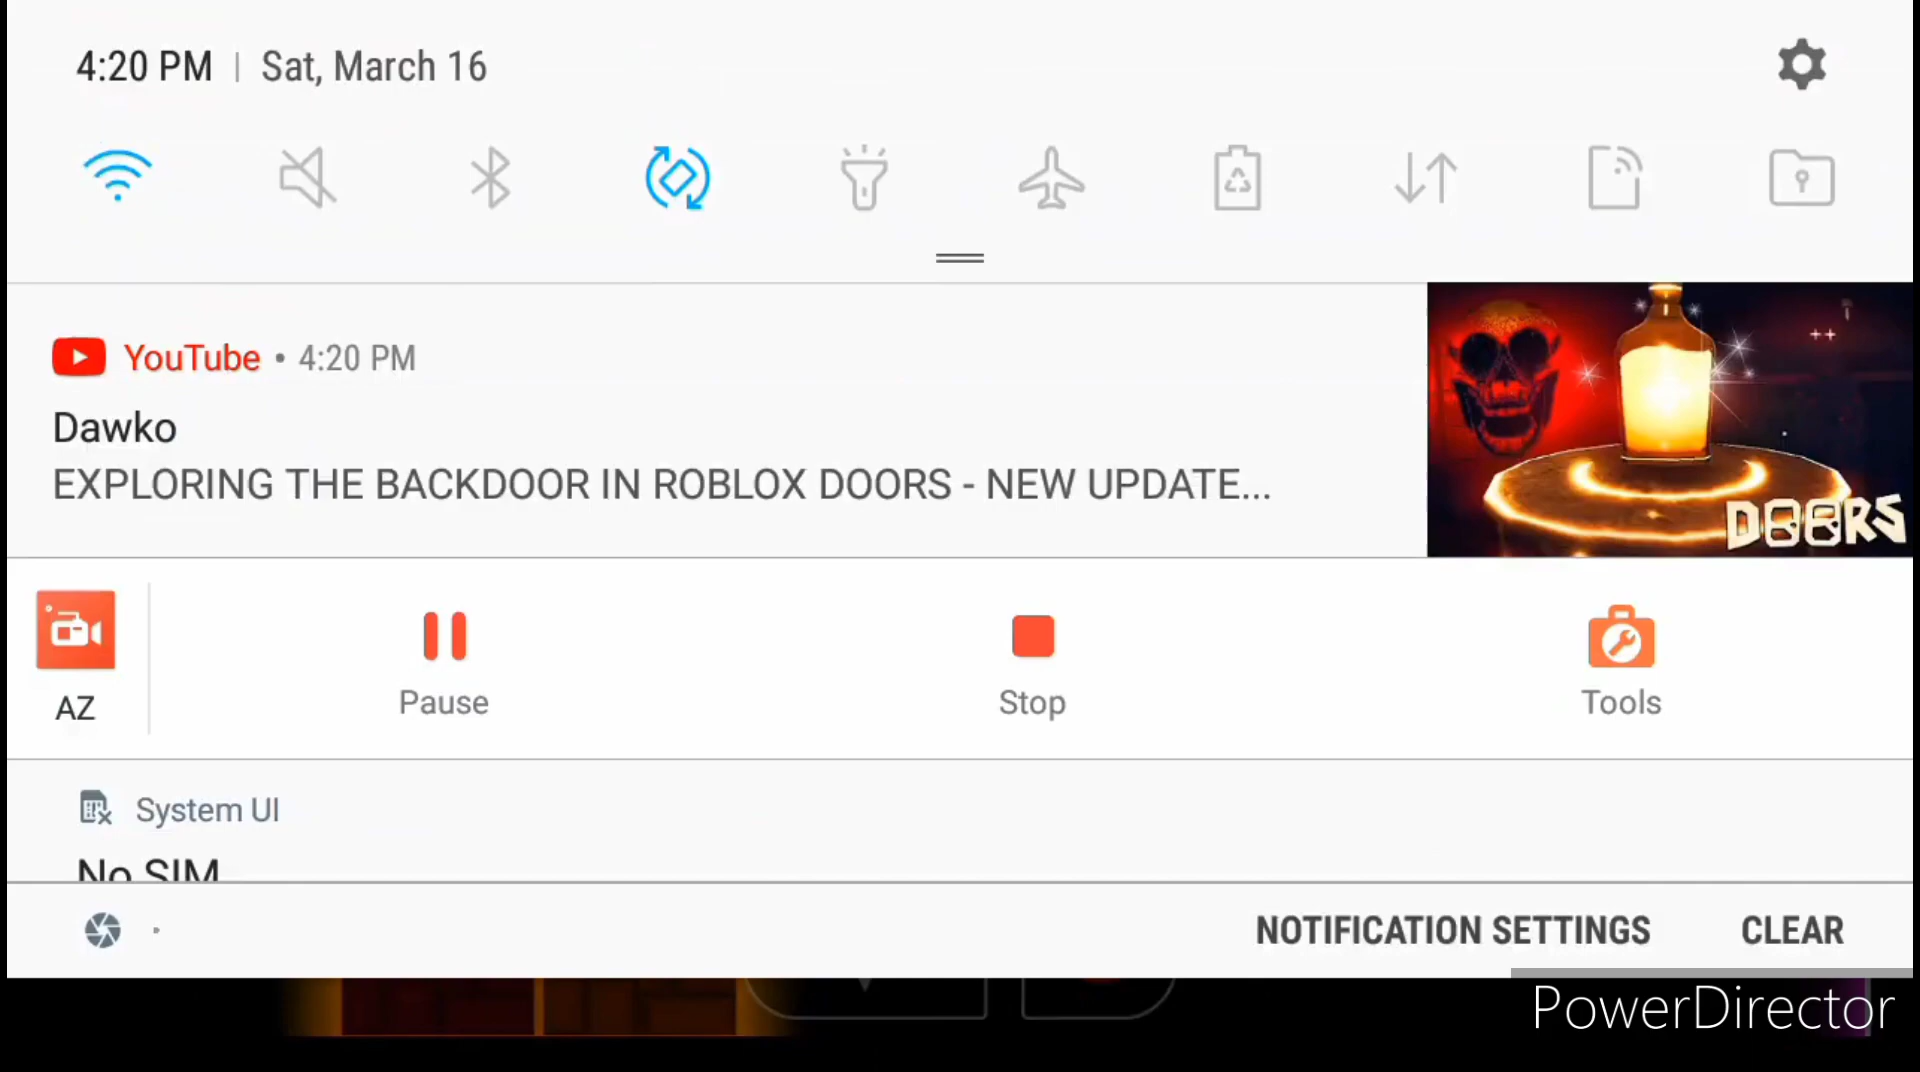 4:20 PM | Sat, March 16
YouTube • 4:20 PM
Dawko
EXPLORING THE BACKDOOR IN ROBLOX DOORS - NEW UPDATE...
DOORS
AZ
Pause
Stop
Tools
System UI
No SIM
NOTIFICATION SETTINGS CLEAR
PowerDirector